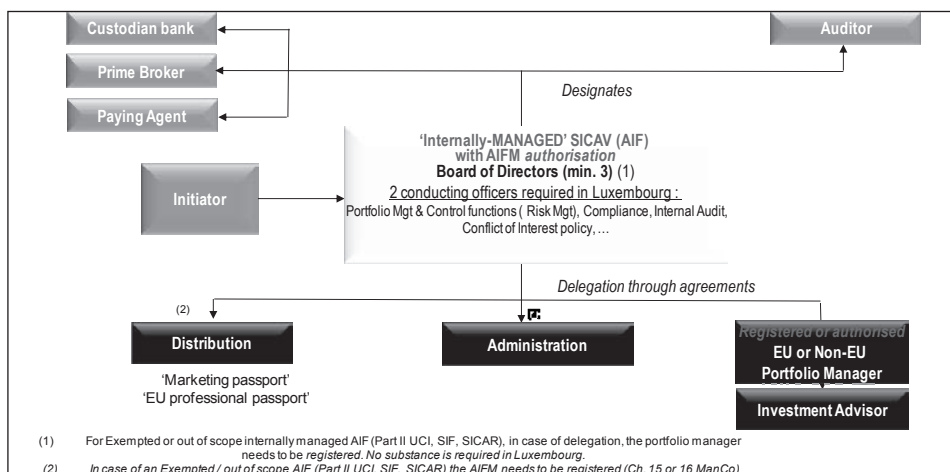 Custodian bank
Auditor
Prime Broker
Designates
Paying Agent
'Internally-MANAGED' SICAV (AIF)
with AIFM authorisation
Board of Directors (min. 3) (1)
2 conducting officers required in Luxembourg :
Portfolio Mgt & Control functions ( Risk Mgt), Compliance, Internal Audit,
Conflict of Interest policy, …
Initiator
Delegation through agreements
(2)
Distribution
Administration
Registered or authorised
EU or Non-EU
Portfolio Manager
'Marketing passport'
'EU professional passport'
Investment Advisor
(1) For Exempted or out of scope internally managed AIF (Part II UCI, SIF, SICAR), in case of delegation, the portfolio manager
needs to be registered. No substance is required in Luxembourg.
(2) In case of an Exempted / out of scope AIF (Part II UCI, SIF, SICAR) the AIFM needs to be registered (Ch. 15 or 16 ManCo)